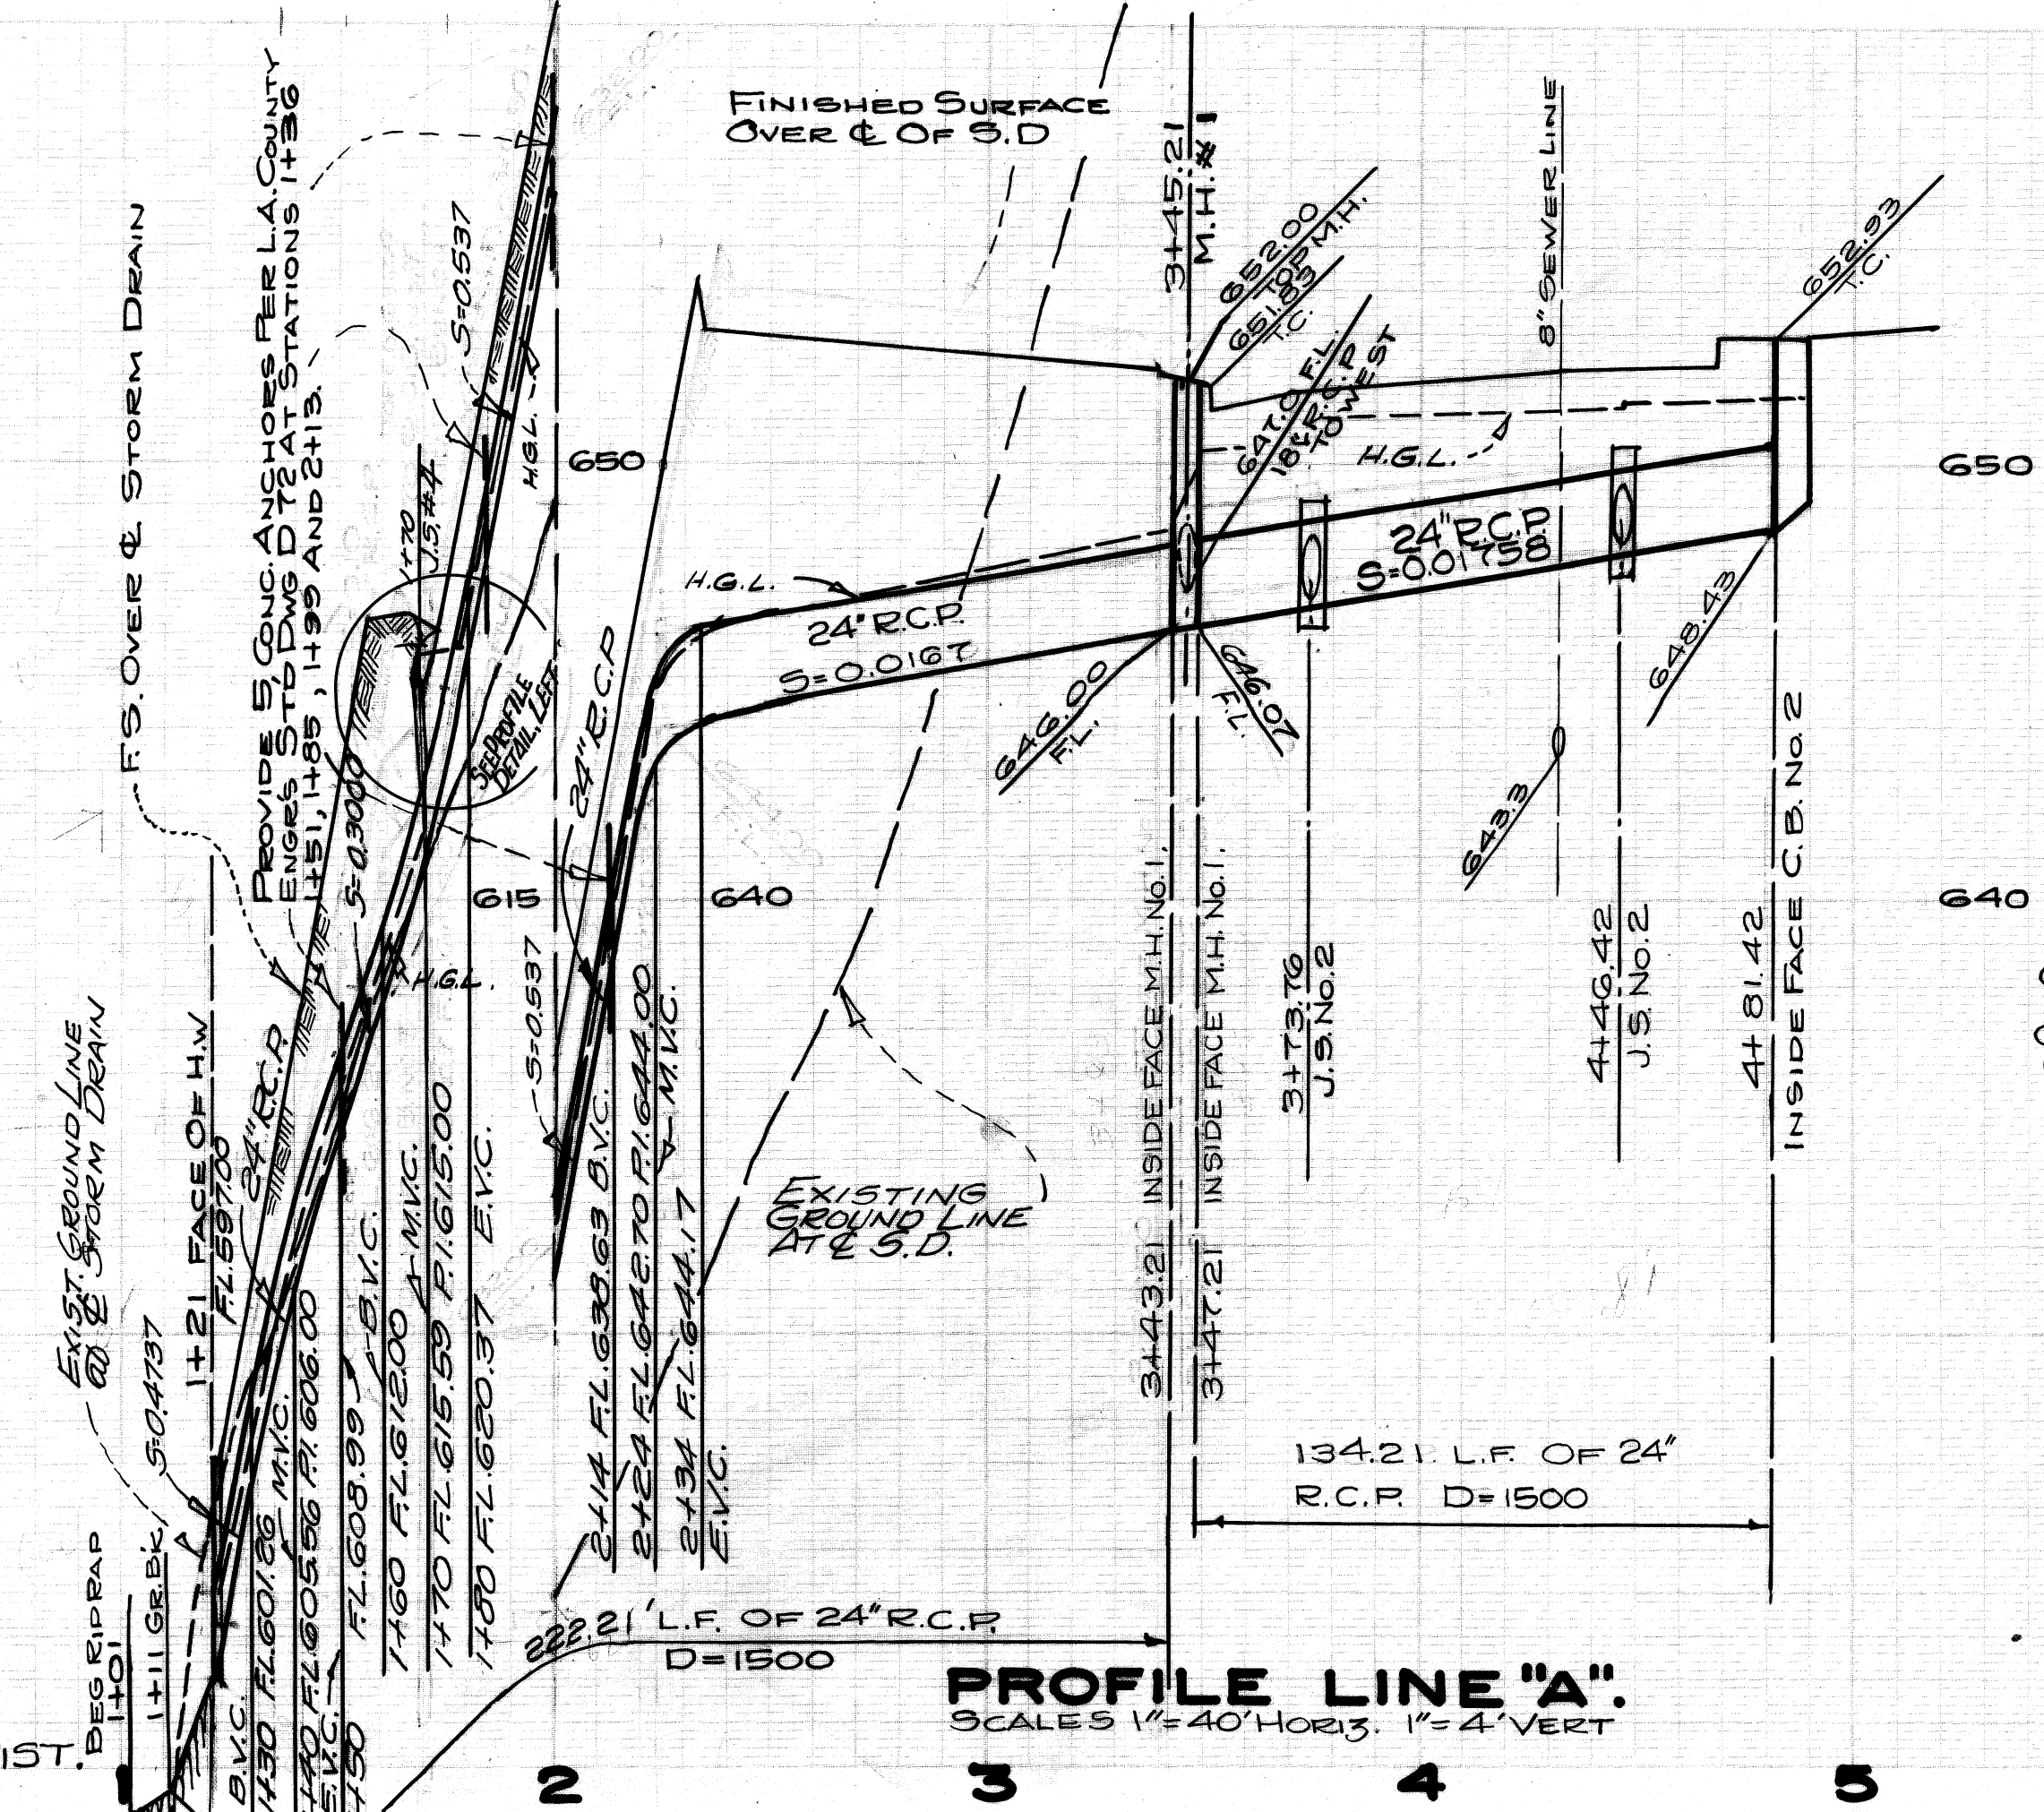 FINISHED SURFACE
OVER ℄ OF S.D
F.S. OVER ℄ STORM DRAIN
PROVIDE 5, CONC. ANCHORS PER L.A. COUNTY
ENGR'S STD DWG D 72 AT STATIONS 1+36
1+51, 1+85, 1+99 AND 2+13.
S=0.537
H.G.L.
1+70
J.S.#4
650
3+45.21
M.H.# 1
652.00
TOP M.H.
651.83
T.C.
F.L.
18" R.C.P
TO WEST
8" SEWER LINE
652.93
T.C.
650
H.G.L.
24" R.C.P.
S=0.01758
H.G.L.
24" R.C.P.
S=0.0167
24" R.C.P
SEE PROFILE
DETAIL, LEFT
S=0.3000
646.00
F.L.
646.07
F.L.
648.43
643.3
615
640
640
H.G.L.
S=0.537
EXIST. GROUND LINE
@ ℄ STORM DRAIN
1+21 FACE OF H.W
F.L.597.00
24" R.C.P.
S=0.4737
BEG RIPRAP
1+01
1+11 GR.BK.
B.V.C.
1+30 F.L.601.26
M.V.C.
1+40 F.L.605.56 P.I.606.00
E.V.C.
1+50 F.L.608.99
B.V.C.
1+60 F.L.612.00
M.V.C.
1+70 F.L.615.59 P.I.615.00
1+80 F.L.620.37 E.V.C.
2+14 F.L.638.63 B.V.C.
2+24 F.L.642.70 P.I.644.00
M.V.C.
2+34 F.L.644.17
E.V.C.
EXISTING
GROUND LINE
AT ℄ S.D.
3+43.21 INSIDE FACE M.H. No.1.
3+47.21 INSIDE FACE M.H. No.1.
3+73.76
J.S. No.2
4+46.42
J.S. No.2
4+81.42
INSIDE FACE C.B. No. 2
134.21 L.F. OF 24"
R.C.P. D=1500
222.21' L.F. OF 24" R.C.P.
D=1500
PROFILE LINE "A".
SCALES 1"=40' HORIZ. 1"=4' VERT
IST.
1
2
3
4
5